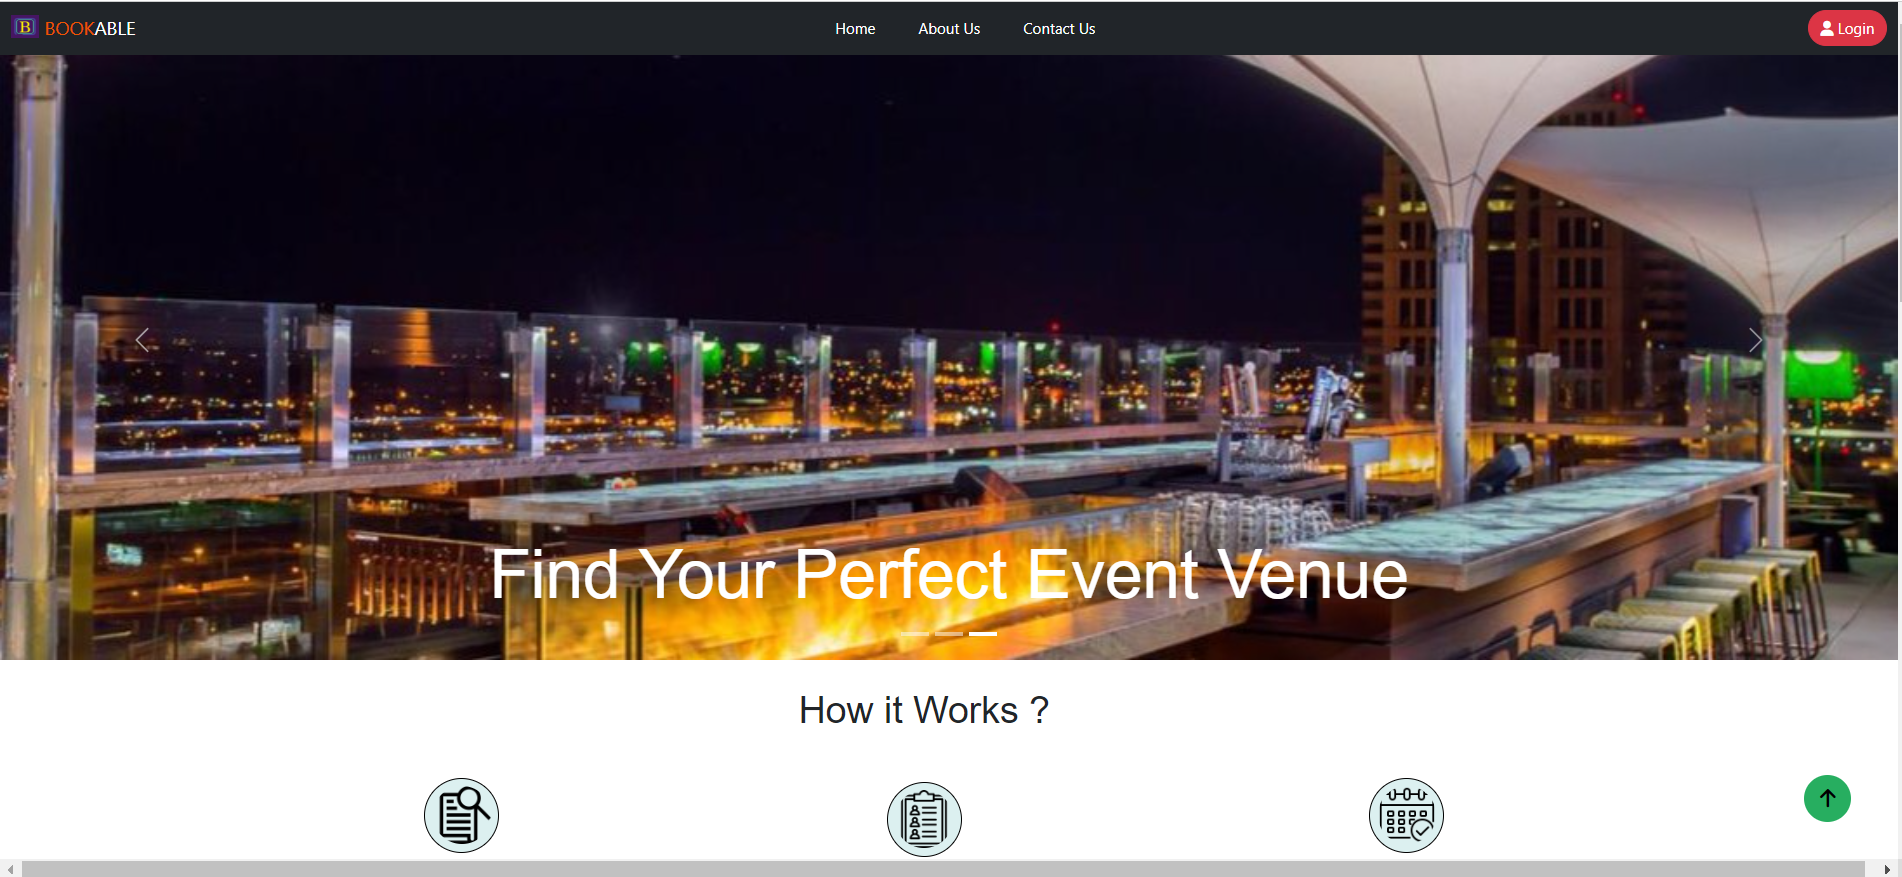 B BOOKABLE
Home About Us Contact Us
Login
Find Your Perfect Event Venue
How it Works ?